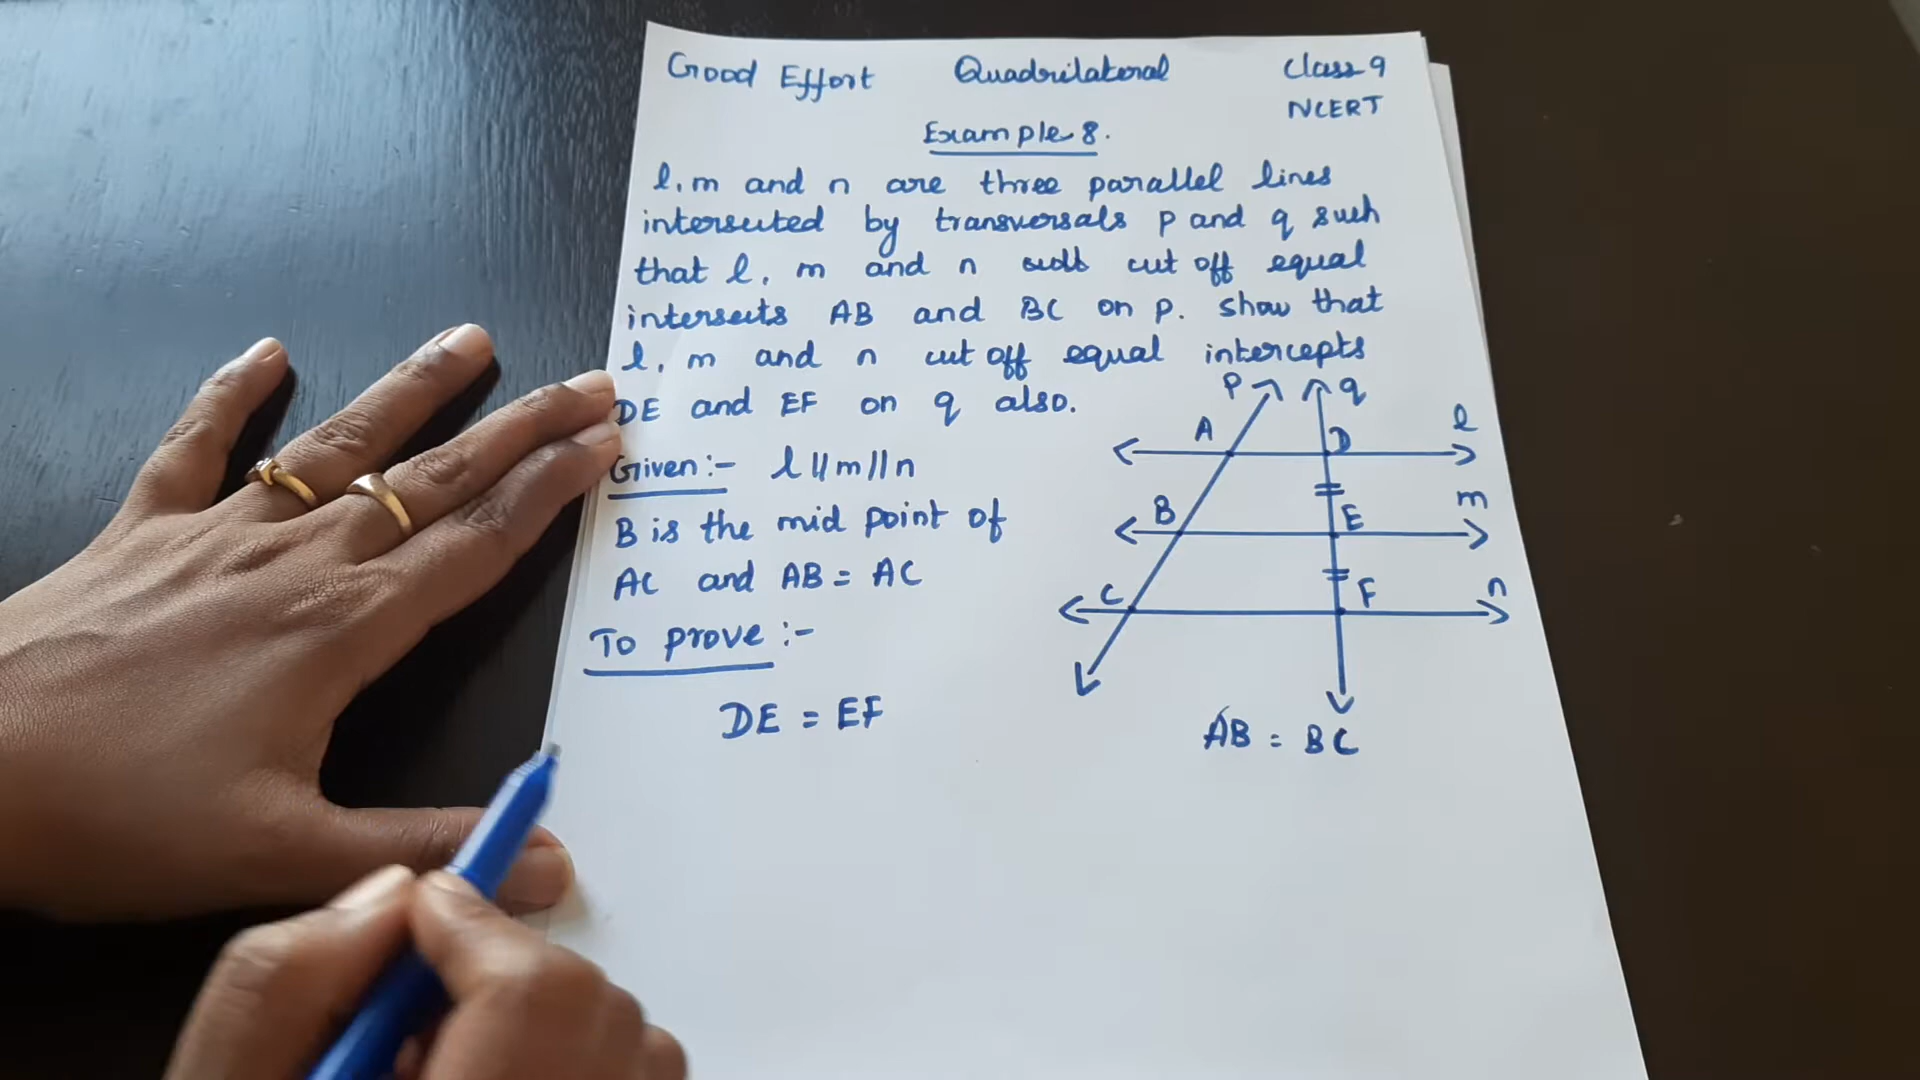 Good Effort Quadrilateral Class 9
NCERT
Example 8.
l, m and n are three parallel lines
intersected by transversals p and q such
that l, m and n cut off equal
intersects AB and BC on p. show that
l, m and n cut off equal intercepts
DE and EF on q also.
Given :- l || m || n
B is the mid point of
AC and AB = AC
To prove :-
DE = EF
P q
A D l
B E m
C F n
AB = BC